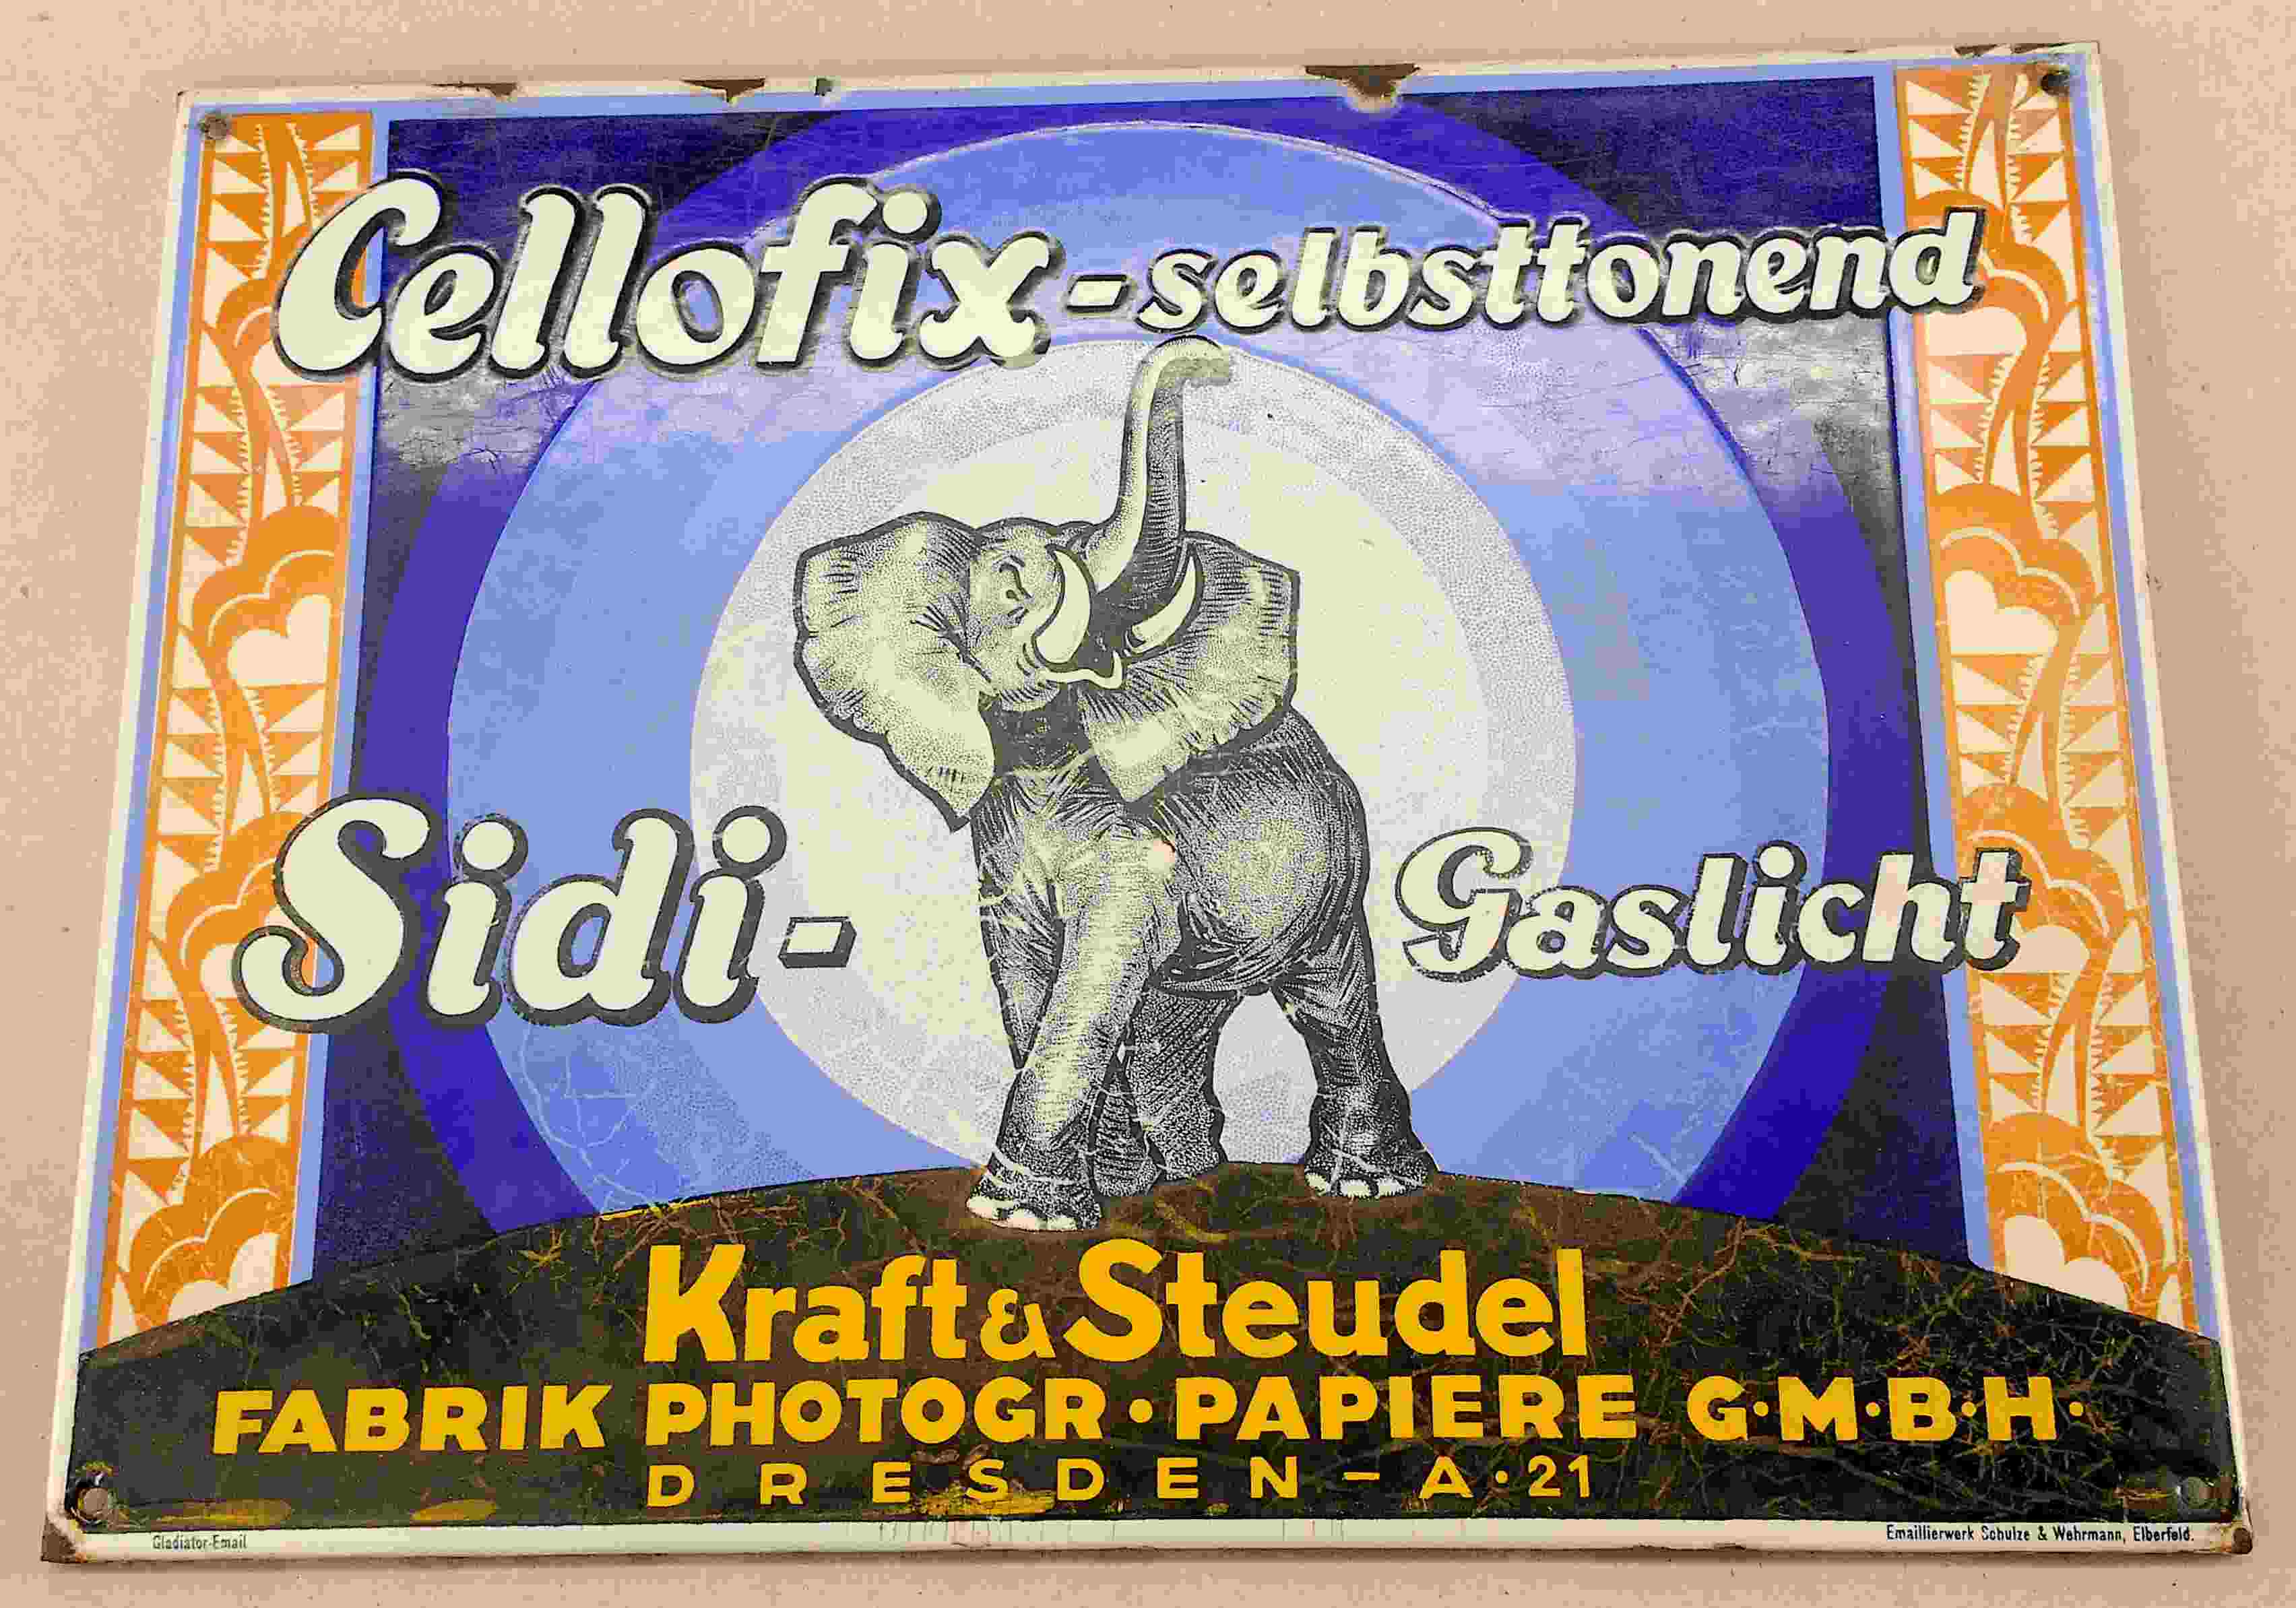 Cellofix-selbsttonend
Sidi-Gaslicht
Kraft & Steudel
FABRIK PHOTOGR· PAPIERE G·M·B·H·
DRESDEN-A·21
Gladiator-Email
Emaillierwerk Schulze & Wehrmann, Elberfeld.